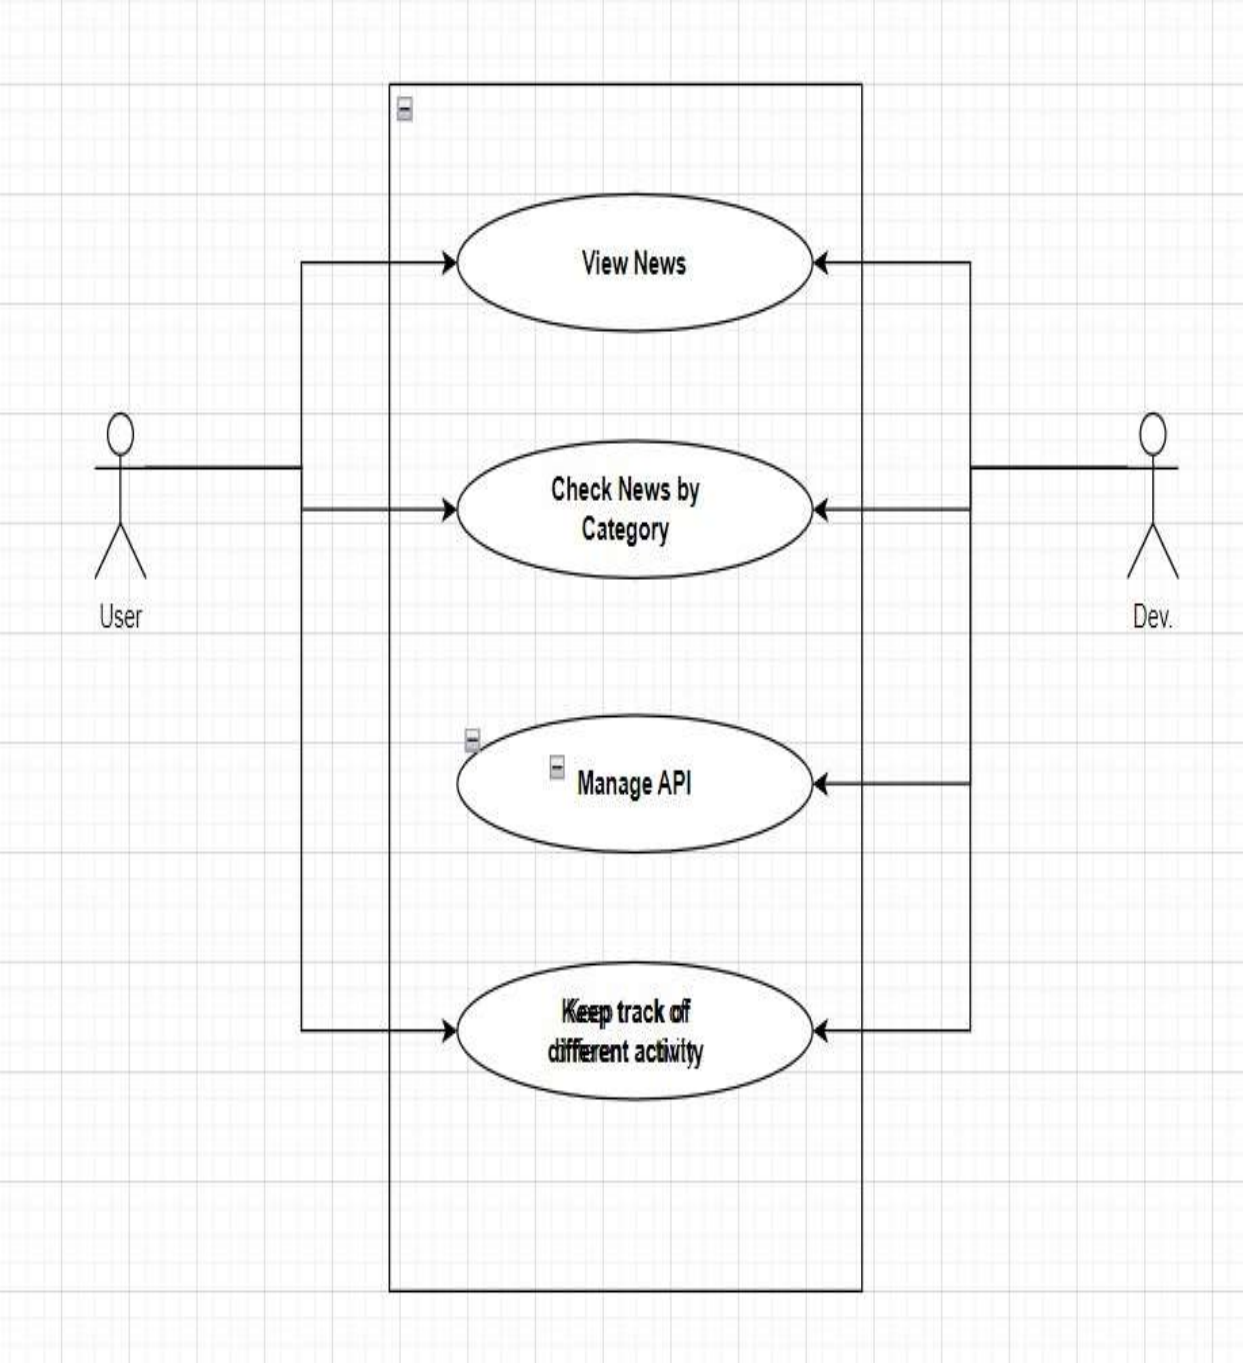 View News
Check News by
Category
User
Dev.
Manage API
Keep track of
different activity